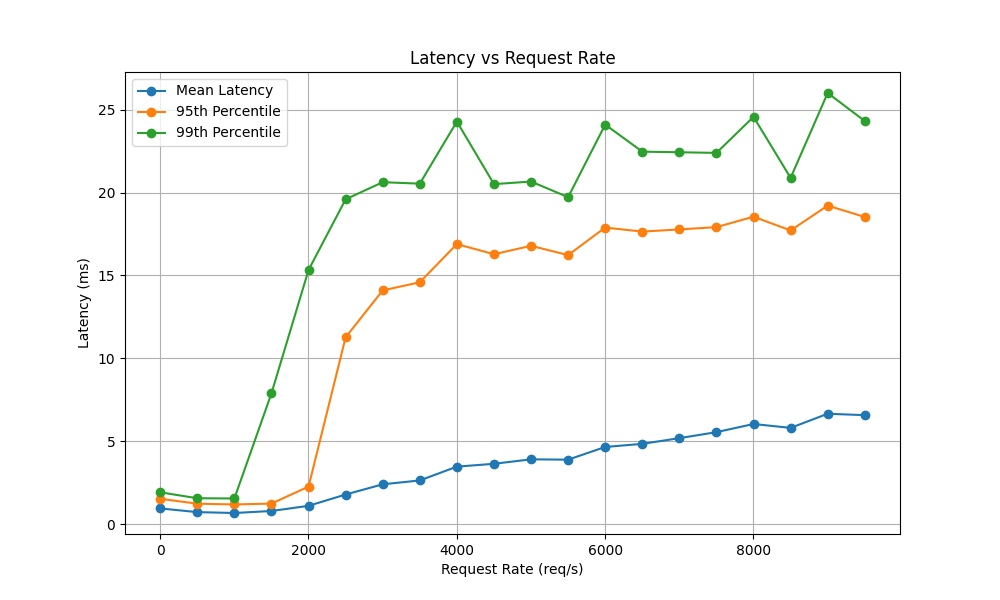 Latency vs Request Rate
Mean Latency
95th Percentile
99th Percentile
Latency (ms)
25
20
15
10
5
0
0 2000 4000 6000 8000
Request Rate (req/s)